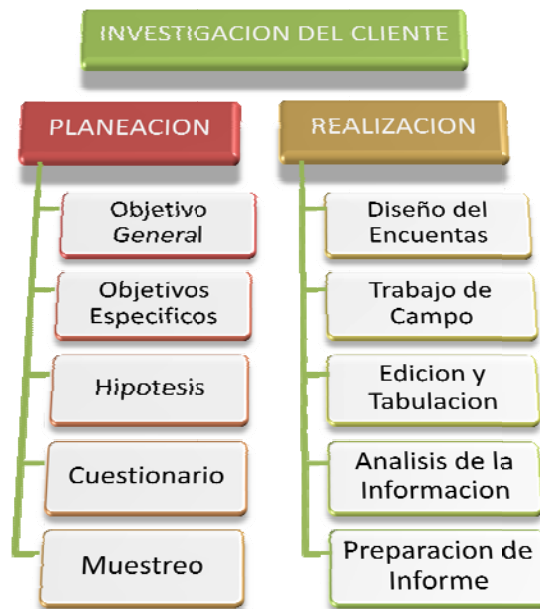 INVESTIGACION DEL CLIENTE
PLANEACION
Objetivo
General
Objetivos
Especificos
Hipotesis
Cuestionario
Muestreo
REALIZACION
Diseño del
Encuentas
Trabajo de
Campo
Edicion y
Tabulacion
Analisis de la
Informacion
Preparacion de
Informe